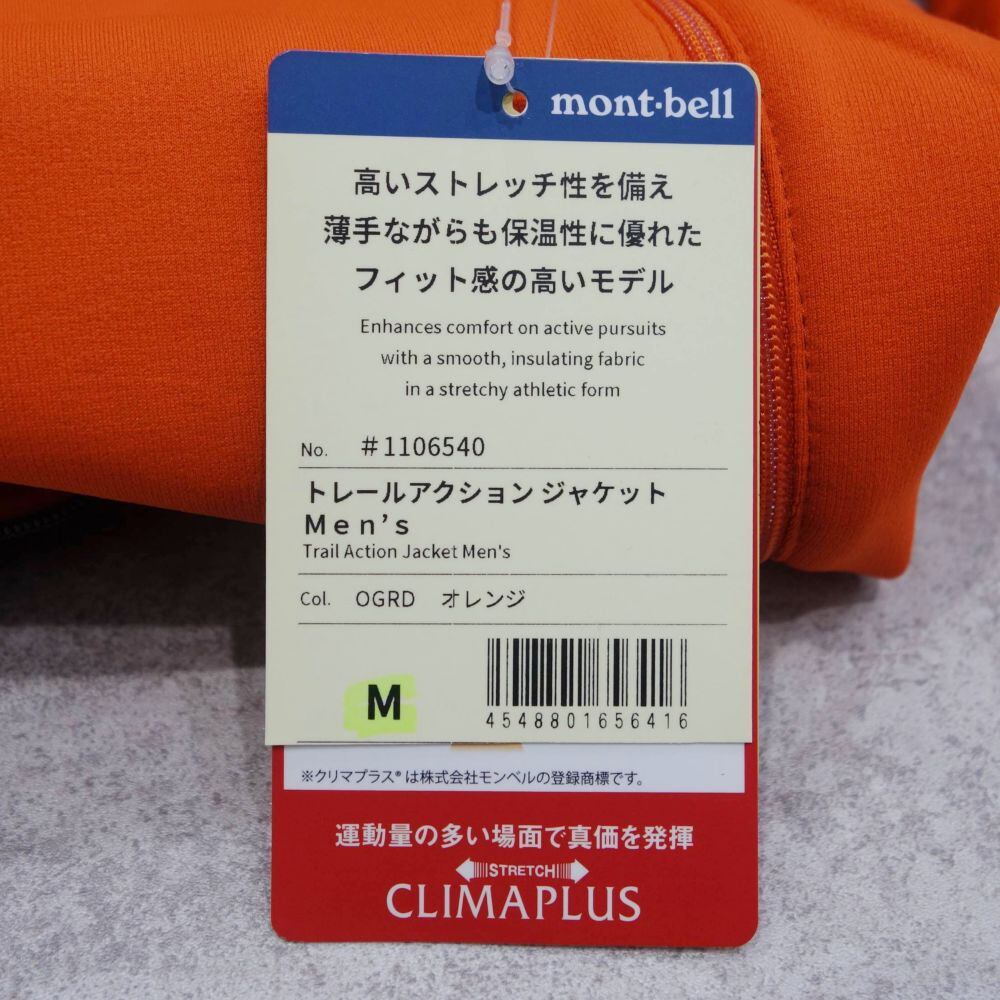 mont·bell
高いストレッチ性を備え
薄手ながらも保温性に優れた
フィット感の高いモデル
Enhances comfort on active pursuits
with a smooth, insulating fabric
in a stretchy athletic form
No. #1106540
トレールアクション ジャケット
Men's
Trail Action Jacket Men's
Col. OGRD オレンジ
M
4548801656416
※クリマプラス®は株式会社モンベルの登録商標です。
運動量の多い場面で真価を発揮
STRETCH
CLIMAPLUS